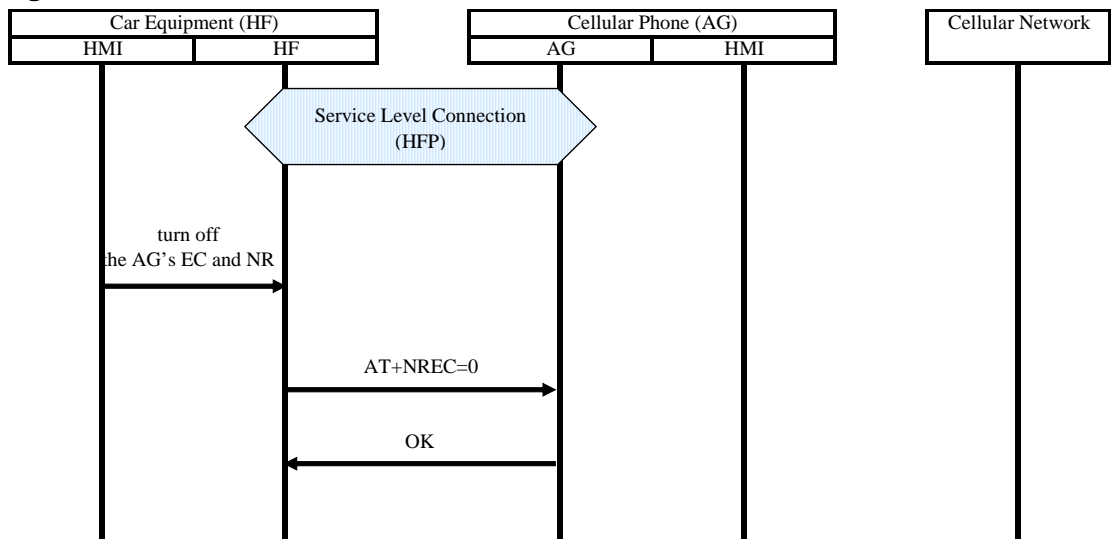 Car Equipment (HF)
Cellular Phone (AG)
Cellular Network
HMI
HF
AG
HMI
Service Level Connection
(HFP)
turn off
the AG's EC and NR
AT+NREC=0
OK